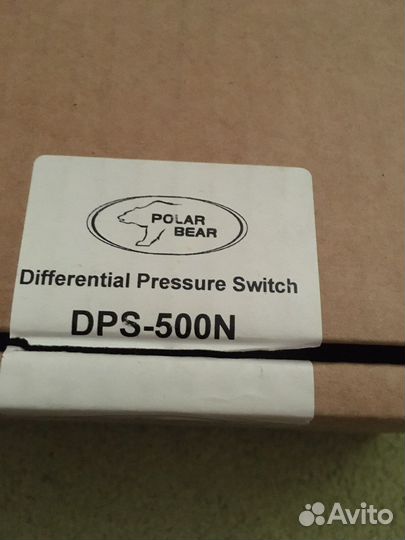 POLAR
BEAR
Differential Pressure Switch
DPS-500N
Avito